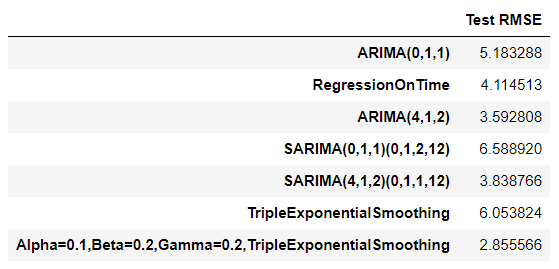 Test RMSE
ARIMA(0,1,1) 5.183288
RegressionOnTime 4.114513
ARIMA(4,1,2) 3.592808
SARIMA(0,1,1)(0,1,2,12) 6.588920
SARIMA(4,1,2)(0,1,1,12) 3.838766
TripleExponentialSmoothing 6.053824
Alpha=0.1,Beta=0.2,Gamma=0.2,TripleExponentialSmoothing 2.855566